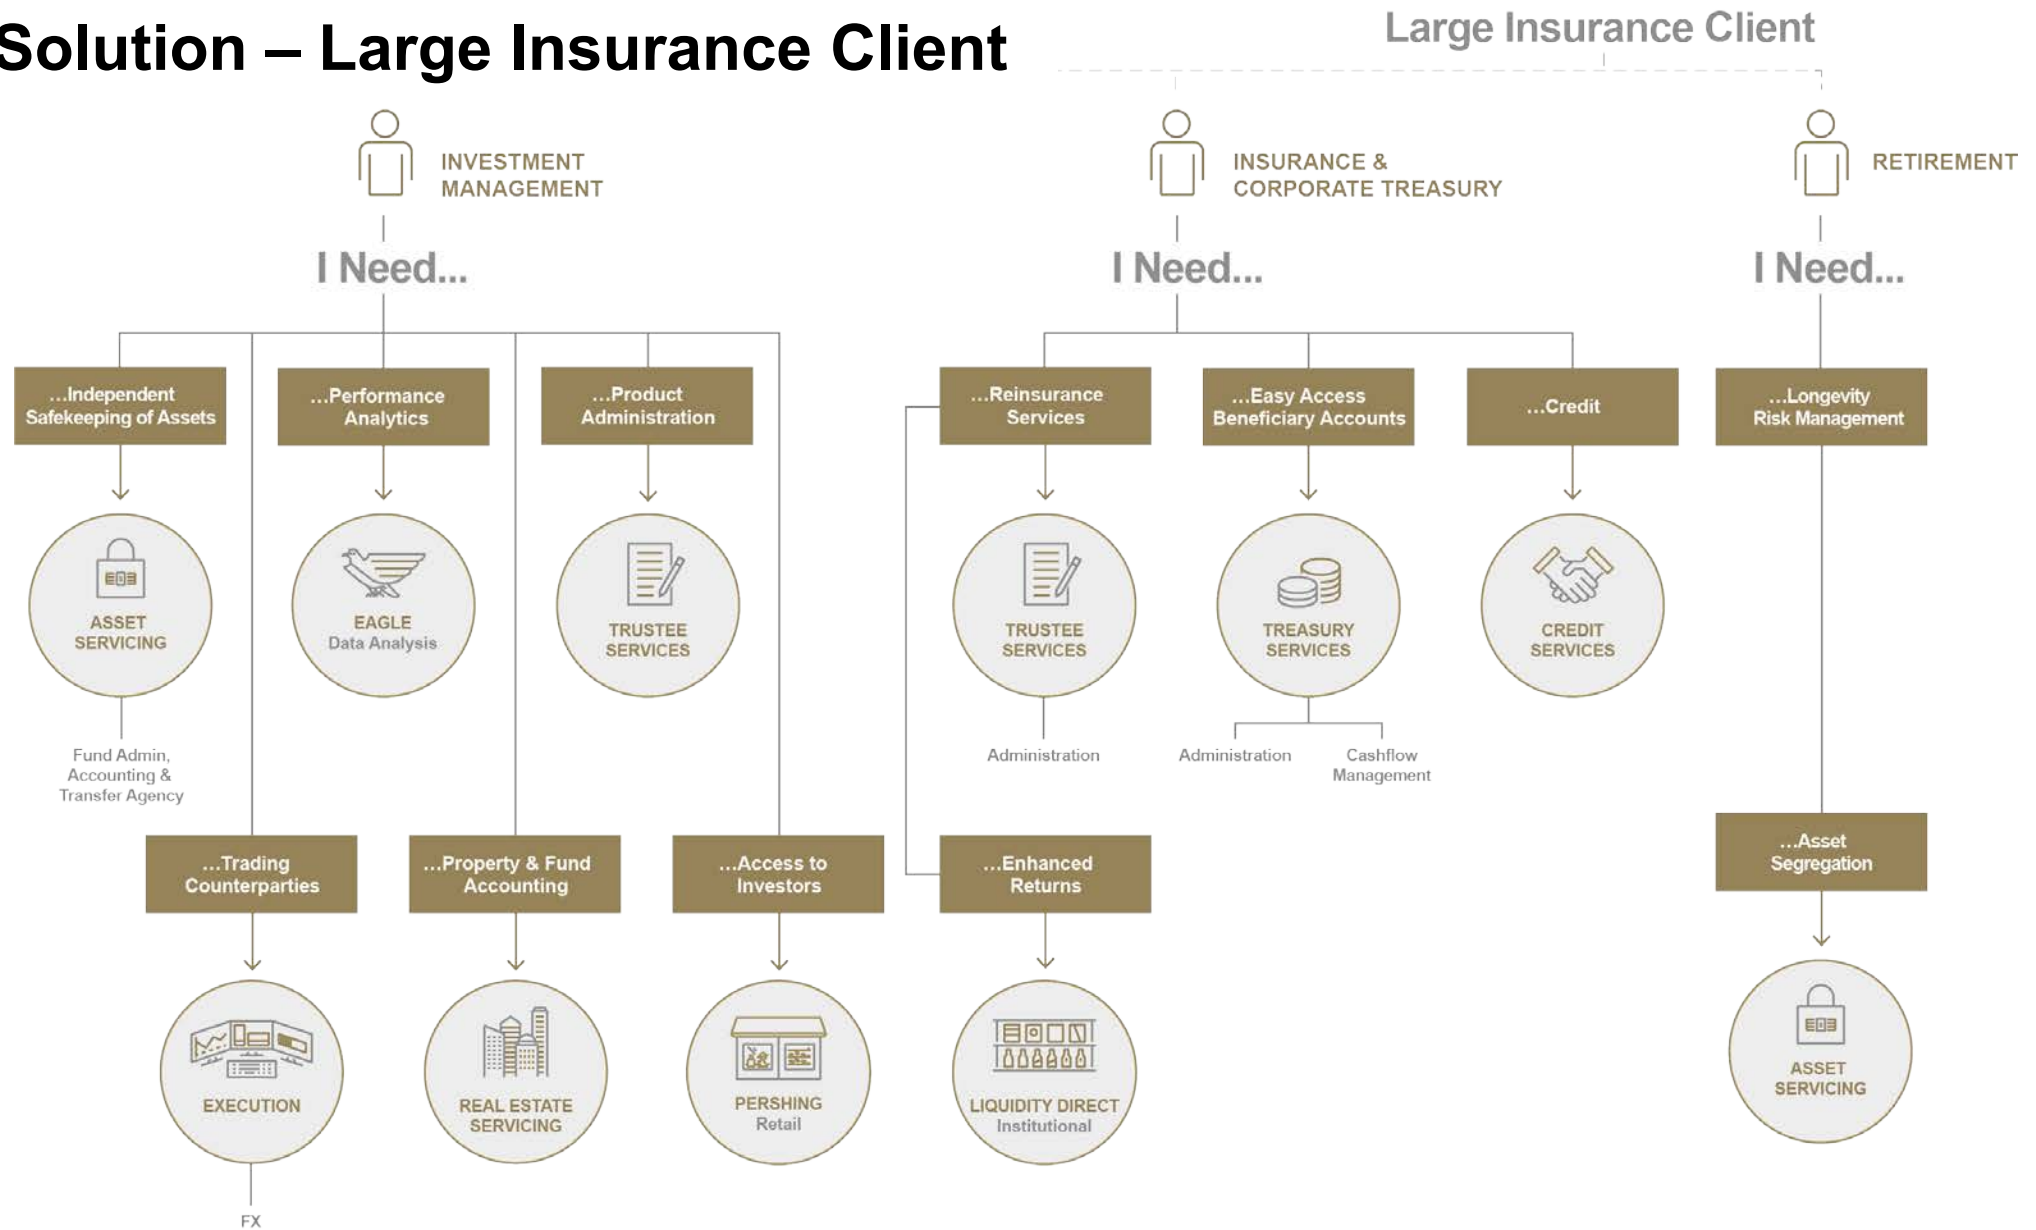 Solution – Large Insurance Client
Large Insurance Client
INVESTMENT
MANAGEMENT
INSURANCE &
CORPORATE TREASURY
RETIREMENT
I Need...
I Need...
I Need...
...Independent
Safekeeping of Assets
...Performance
Analytics
...Product
Administration
...Reinsurance
Services
...Easy Access
Beneficiary Accounts
...Credit
...Longevity
Risk Management
ASSET
SERVICING
EAGLE
Data Analysis
TRUSTEE
SERVICES
TRUSTEE
SERVICES
TREASURY
SERVICES
CREDIT
SERVICES
Fund Admin,
Accounting &
Transfer Agency
Administration
Administration
Cashflow
Management
...Trading
Counterparties
...Property & Fund
Accounting
...Access to
Investors
...Enhanced
Returns
...Asset
Segregation
EXECUTION
REAL ESTATE
SERVICING
PERSHING
Retail
LIQUIDITY DIRECT
Institutional
ASSET
SERVICING
FX